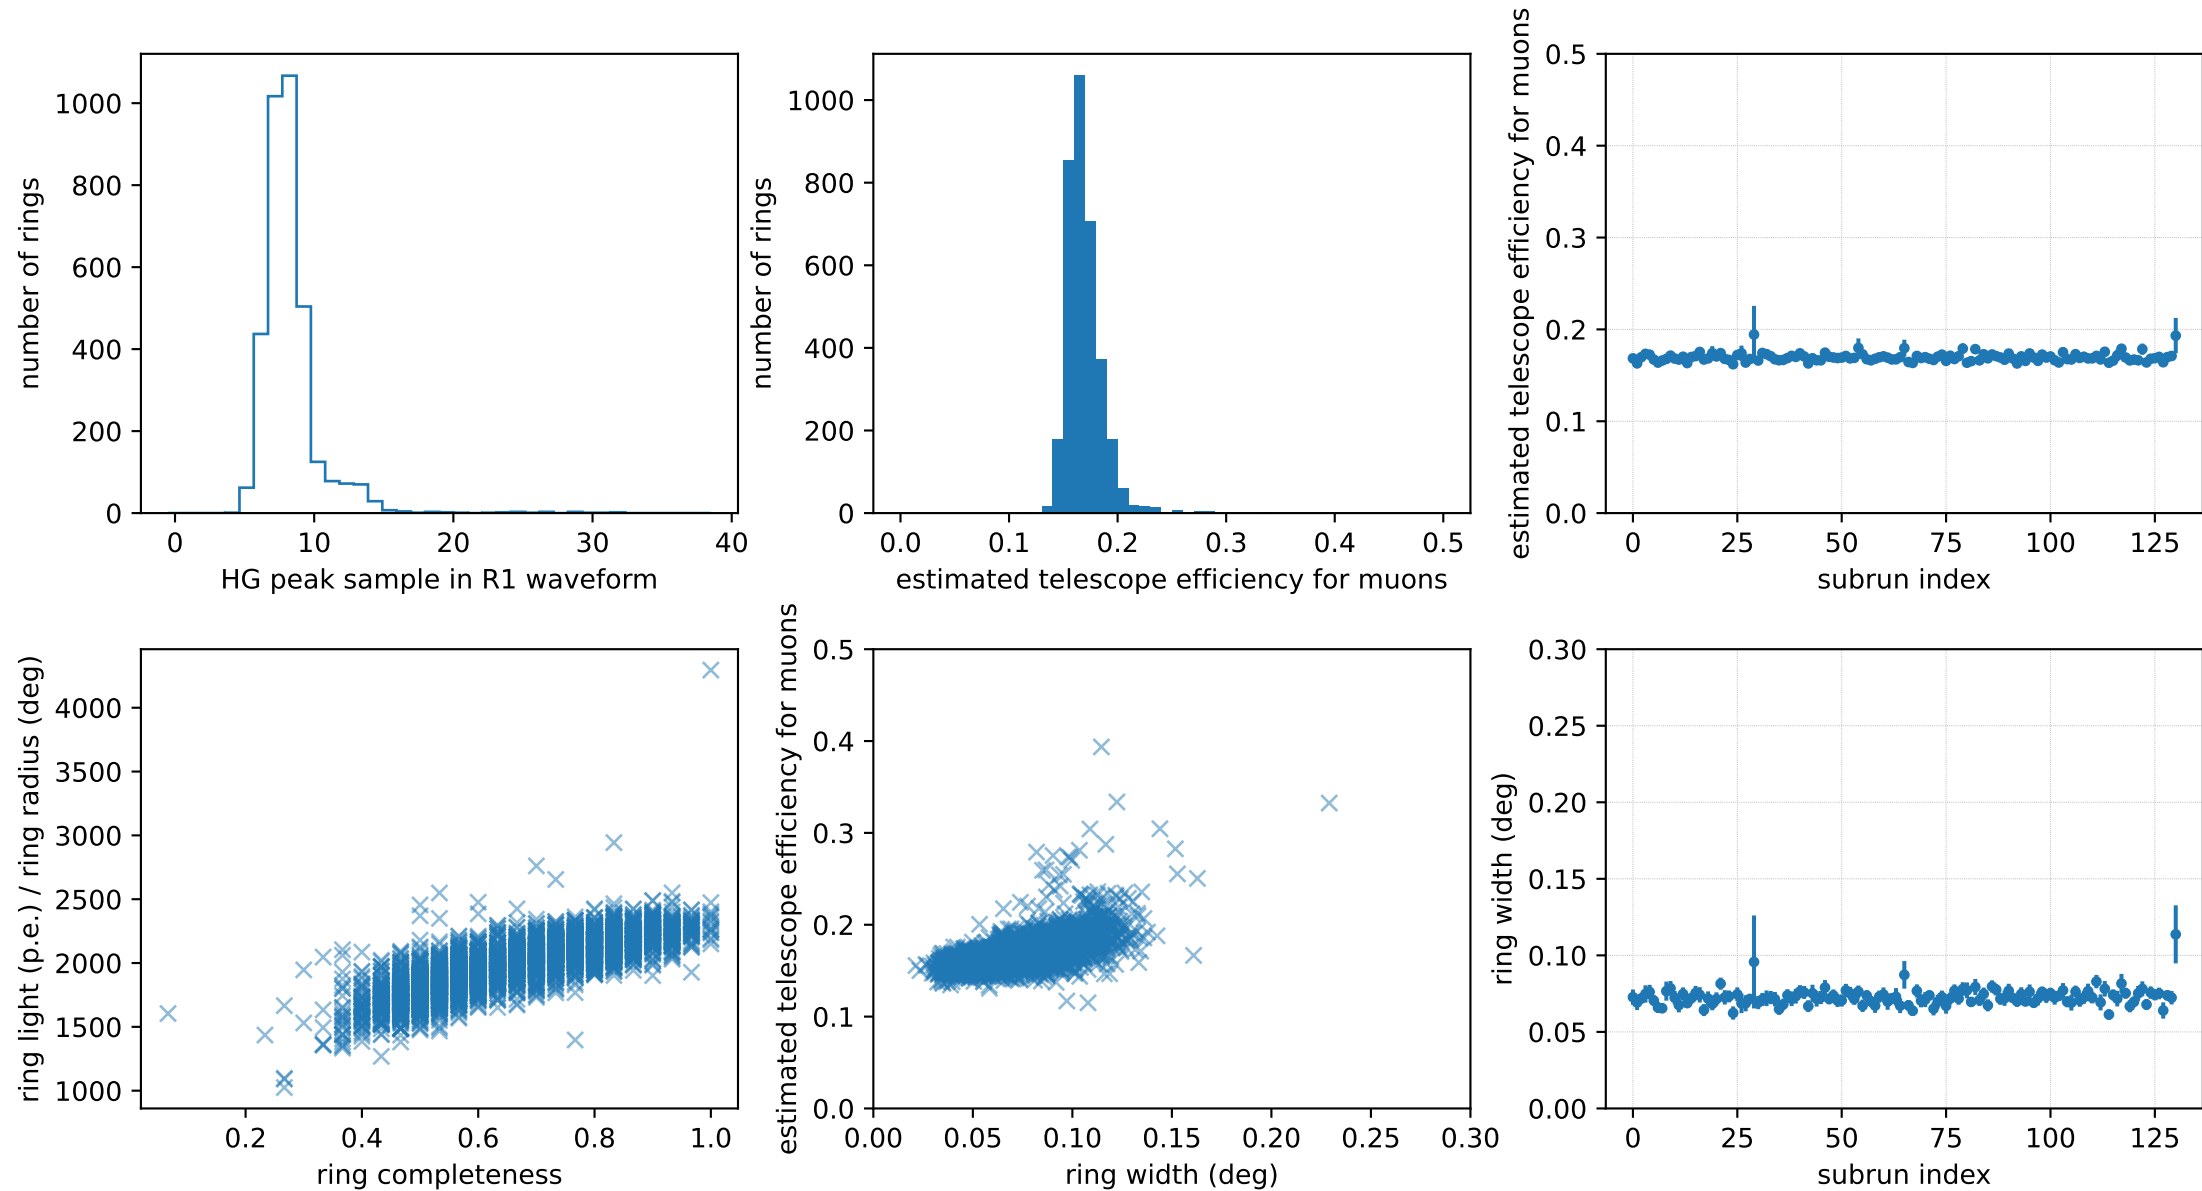 number of rings
1000
800
600
400
200
0
0 10 20 30 40
HG peak sample in R1 waveform
number of rings
1000
800
600
400
200
0
0.0 0.1 0.2 0.3 0.4 0.5
estimated telescope efficiency for muons
estimated telescope efficiency for muons
0.5
0.4
0.3
0.2
0.1
0.0
0 25 50 75 100 125
subrun index
ring light (p.e.) / ring radius (deg)
4000
3500
3000
2500
2000
1500
1000
0.2 0.4 0.6 0.8 1.0
ring completeness
estimated telescope efficiency for muons
0.5
0.4
0.3
0.2
0.1
0.0
0.00 0.05 0.10 0.15 0.20 0.25 0.30
ring width (deg)
ring width (deg)
0.30
0.25
0.20
0.15
0.10
0.05
0.00
0 25 50 75 100 125
subrun index